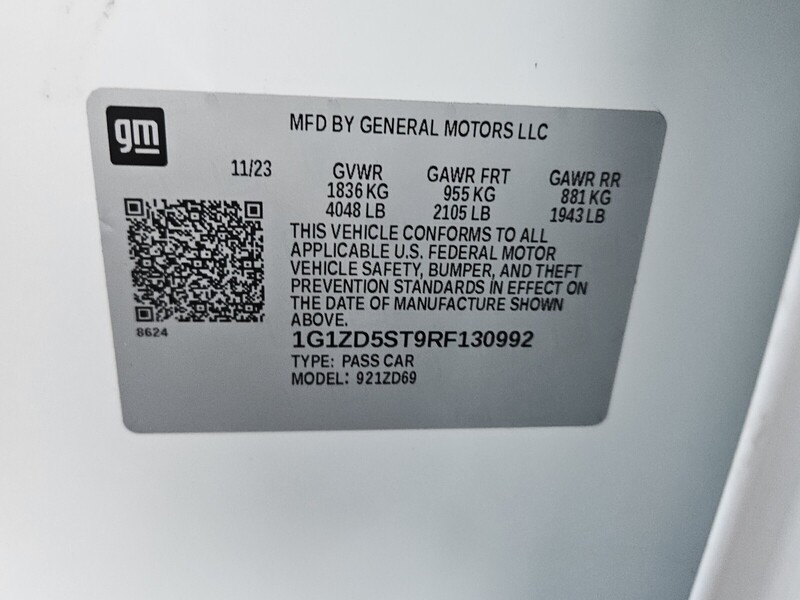 gm
MFD BY GENERAL MOTORS LLC
11/23 GVWR GAWR FRT GAWR RR
1836 KG 955 KG 881 KG
4048 LB 2105 LB 1943 LB
THIS VEHICLE CONFORMS TO ALL
APPLICABLE U.S. FEDERAL MOTOR
VEHICLE SAFETY, BUMPER, AND THEFT
PREVENTION STANDARDS IN EFFECT ON
THE DATE OF MANUFACTURE SHOWN
ABOVE.
8624
1G1ZD5ST9RF130992
TYPE: PASS CAR
MODEL: 921ZD69